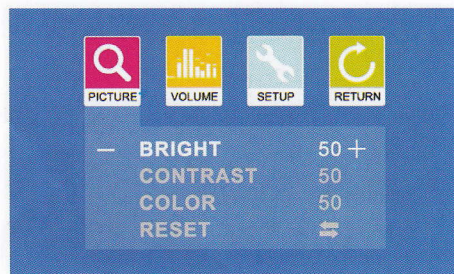 PICTURE VOLUME SETUP RETURN
— BRIGHT 50 +
CONTRAST 50
COLOR 50
RESET ⇆